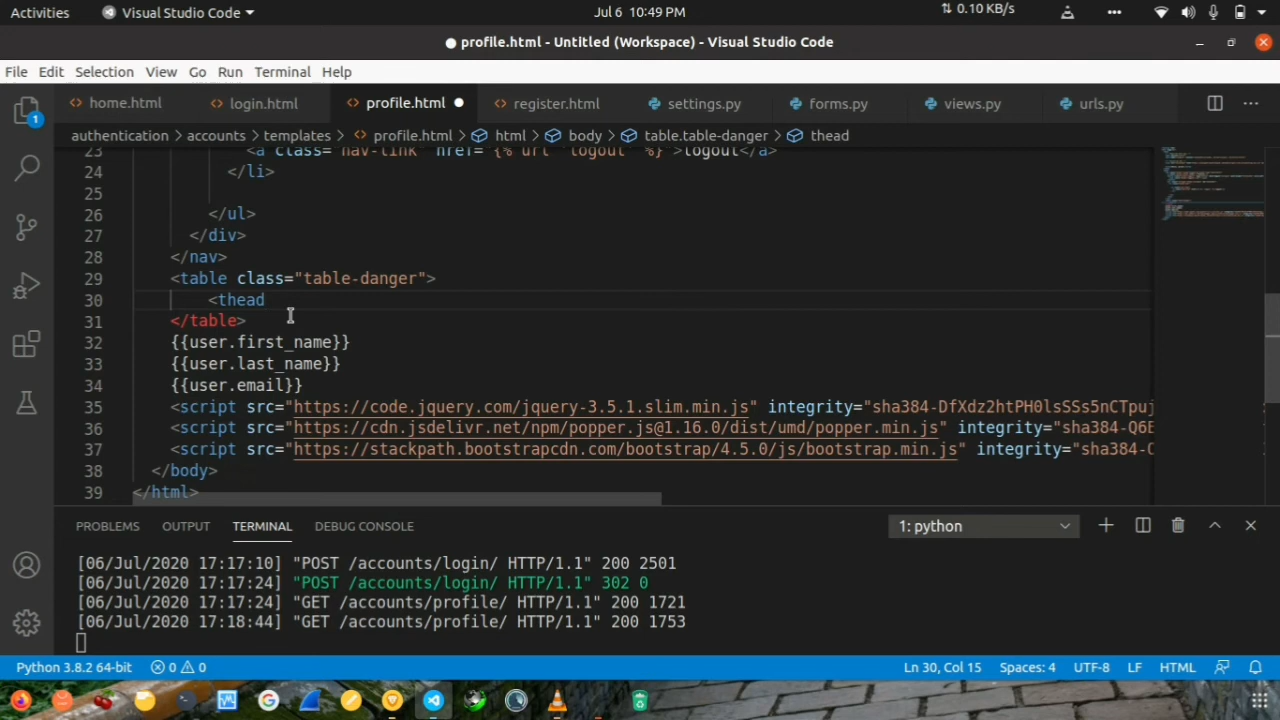 Activities Visual Studio Code Jul 6 10:49 PM 0.10 KB/s
profile.html - Untitled (Workspace) - Visual Studio Code
File Edit Selection View Go Run Terminal Help
home.html login.html profile.html register.html settings.py forms.py views.py urls.py
authentication > accounts > templates > profile.html > html > body > table.table-danger > thead
23 <a class="nav-link" href="{% url 'logout' %}">logout</a>
24 </li>
25
26 </ul>
27 </div>
28 </nav>
29 <table class="table-danger">
30 <thead
31 </table>
32 {{user.first_name}}
33 {{user.last_name}}
34 {{user.email}}
35 <script src="https://code.jquery.com/jquery-3.5.1.slim.min.js" integrity="sha384-DfXdz2htPH0lsSSs5nCTpuj
36 <script src="https://cdn.jsdelivr.net/npm/popper.js@1.16.0/dist/umd/popper.min.js" integrity="sha384-Q6E
37 <script src="https://stackpath.bootstrapcdn.com/bootstrap/4.5.0/js/bootstrap.min.js" integrity="sha384-
38 </body>
39 </html>
PROBLEMS OUTPUT TERMINAL DEBUG CONSOLE 1: python
[06/Jul/2020 17:17:10] "POST /accounts/login/ HTTP/1.1" 200 2501
[06/Jul/2020 17:17:24] "POST /accounts/login/ HTTP/1.1" 302 0
[06/Jul/2020 17:17:24] "GET /accounts/profile/ HTTP/1.1" 200 1721
[06/Jul/2020 17:18:44] "GET /accounts/profile/ HTTP/1.1" 200 1753
Python 3.8.2 64-bit 0 0 Ln 30, Col 15 Spaces: 4 UTF-8 LF HTML